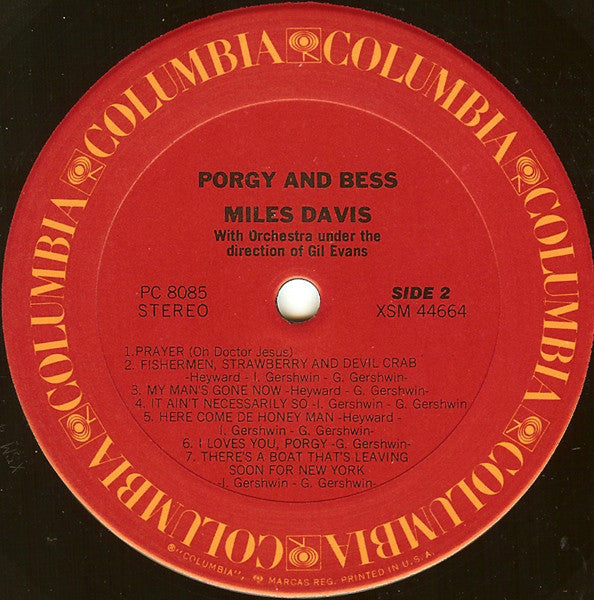 COLUMBIA COLUMBIA COLUMBIA COLUMBIA COLUMBIA COLUMBIA
PORGY AND BESS
MILES DAVIS
With Orchestra under the
direction of Gil Evans
PC 8085 SIDE 2
STEREO XSM 44664
1.PRAYER (Oh Doctor Jesus)
2. FISHERMEN, STRAWBERRY AND DEVIL CRAB
-Heyward - I. Gershwin - G. Gershwin-
3. MY MAN'S GONE NOW -Heyward - G. Gershwin-
4. IT AIN'T NECESSARILY SO -I. Gershwin - G. Gershwin
5. HERE COME DE HONEY MAN -Heyward -
I. Gershwin - G. Gershwin-
6. I LOVES YOU, PORGY -G. Gershwin-
7. THERE'S A BOAT THAT'S LEAVING
SOON FOR NEW YORK
-I. Gershwin - G. Gershwin-
®"COLUMBIA", MARCAS REG. PRINTED IN U.S.A.